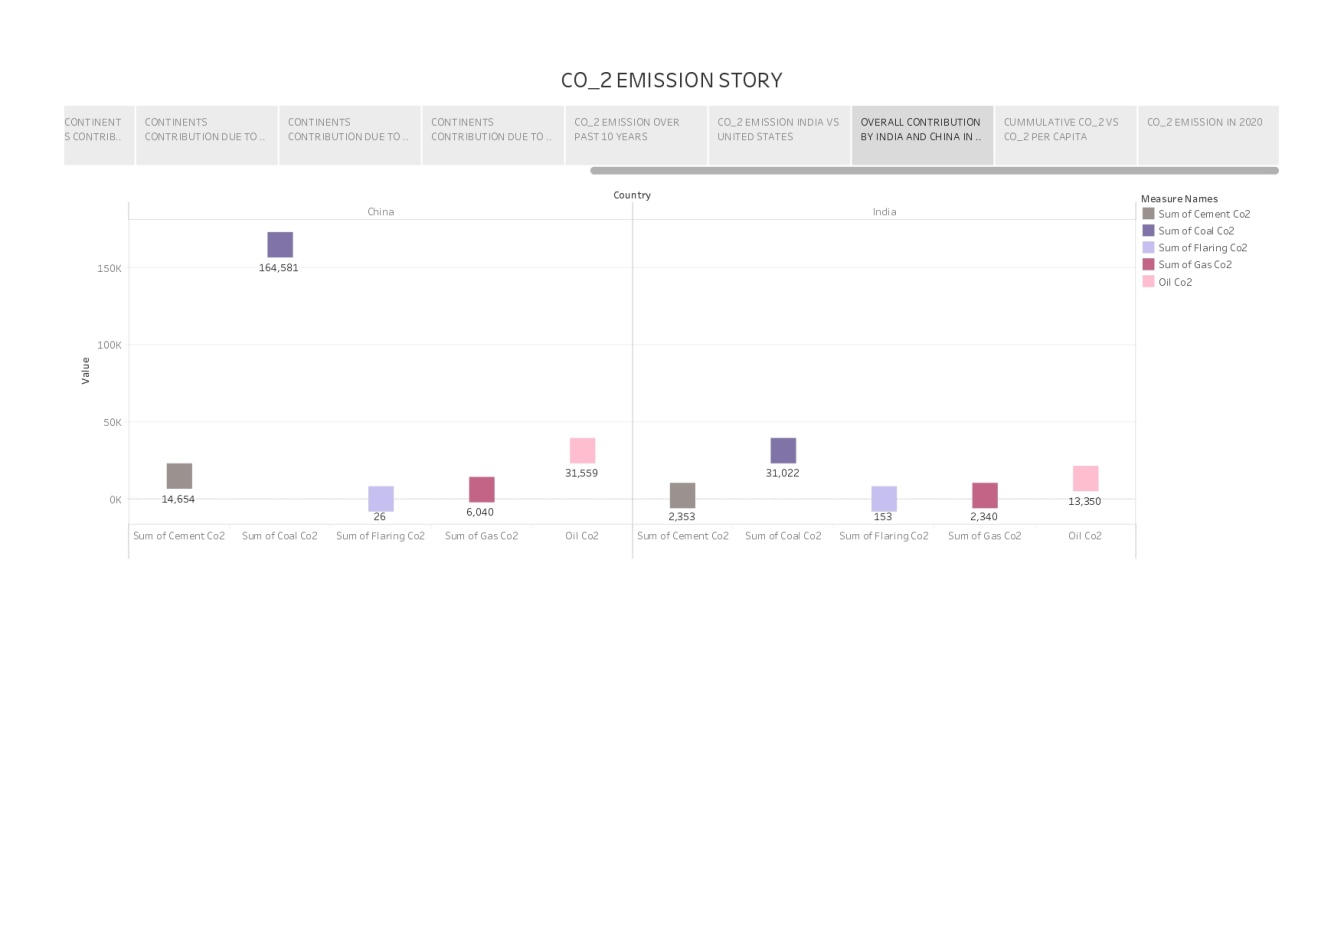 CO_2 EMISSION STORY
CONTINENT
S CONTRIB..
CONTINENTS
CONTRIBUTION DUE TO ..
CONTINENTS
CONTRIBUTION DUE TO ..
CONTINENTS
CONTRIBUTION DUE TO ..
CO_2 EMISSION OVER
PAST 10 YEARS
CO_2 EMISSION INDIA VS
UNITED STATES
OVERALL CONTRIBUTION
BY INDIA AND CHINA IN ..
CUMMULATIVE CO_2 VS
CO_2 PER CAPITA
CO_2 EMISSION IN 2020
Country
China
India
Measure Names
Sum of Cement Co2
Sum of Coal Co2
Sum of Flaring Co2
Sum of Gas Co2
Oil Co2
Value
150K
100K
50K
0K
14,654
164,581
26
6,040
31,559
2,353
31,022
153
2,340
13,350
Sum of Cement Co2
Sum of Coal Co2
Sum of Flaring Co2
Sum of Gas Co2
Oil Co2
Sum of Cement Co2
Sum of Coal Co2
Sum of Flaring Co2
Sum of Gas Co2
Oil Co2